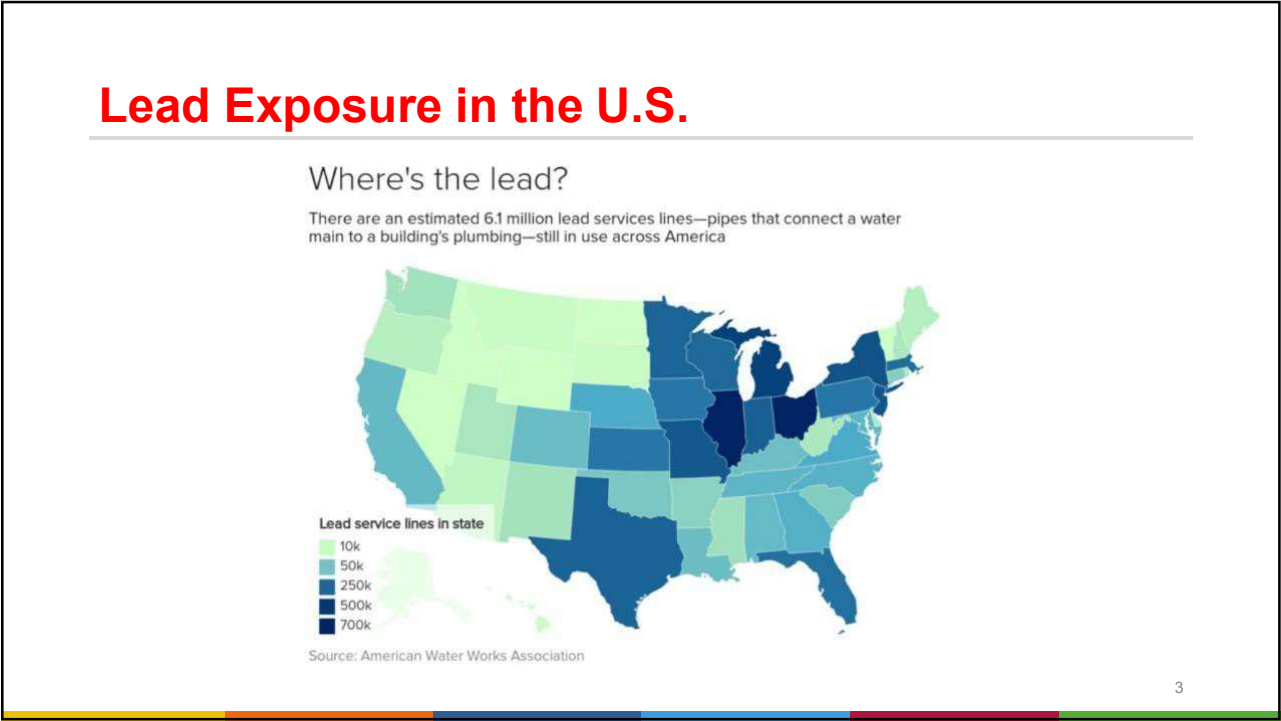 Lead Exposure in the U.S.
Where's the lead?
There are an estimated 6.1 million lead services lines—pipes that connect a water
main to a building's plumbing—still in use across America
Lead service lines in state
10k
50k
250k
500k
700k
Source: American Water Works Association
3